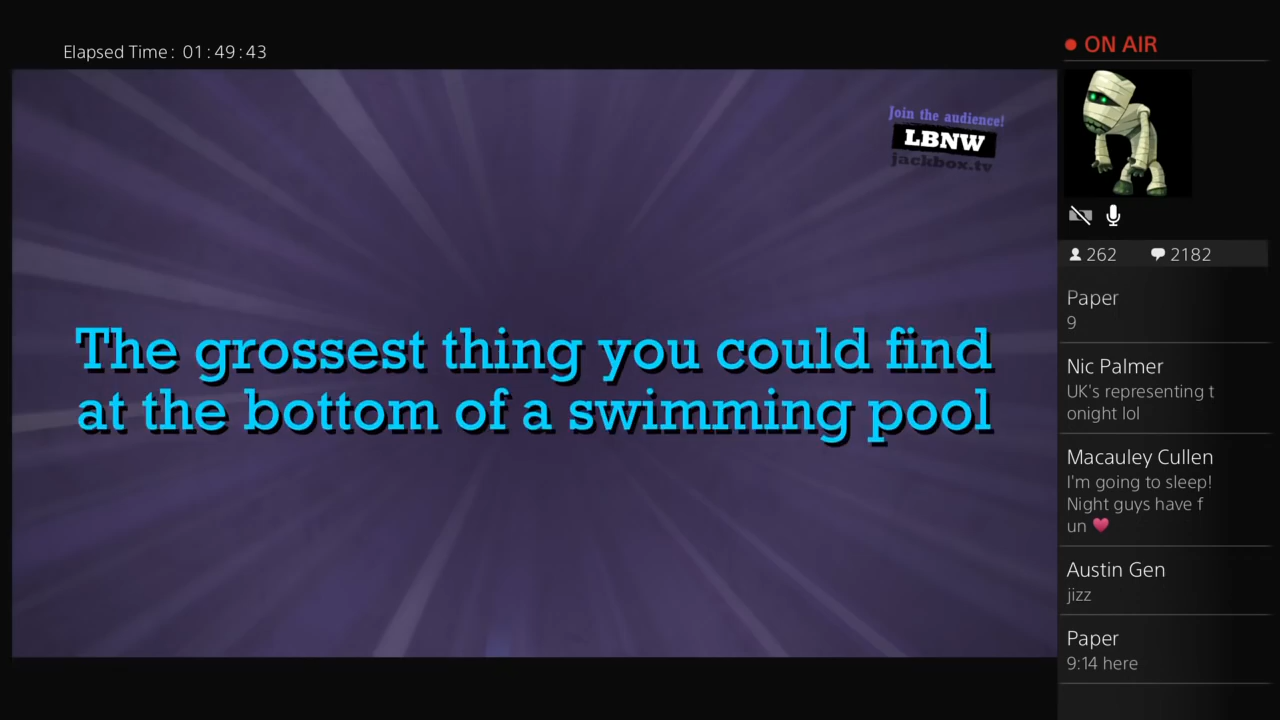 Elapsed Time: 01:49:43
ON AIR
Join the audience!
LBNW
jackbox.tv
The grossest thing you could find
at the bottom of a swimming pool
262 2182
Paper
9
Nic Palmer
UK's representing t
onight lol
Macauley Cullen
I'm going to sleep!
Night guys have f
un ♥
Austin Gen
jizz
Paper
9:14 here